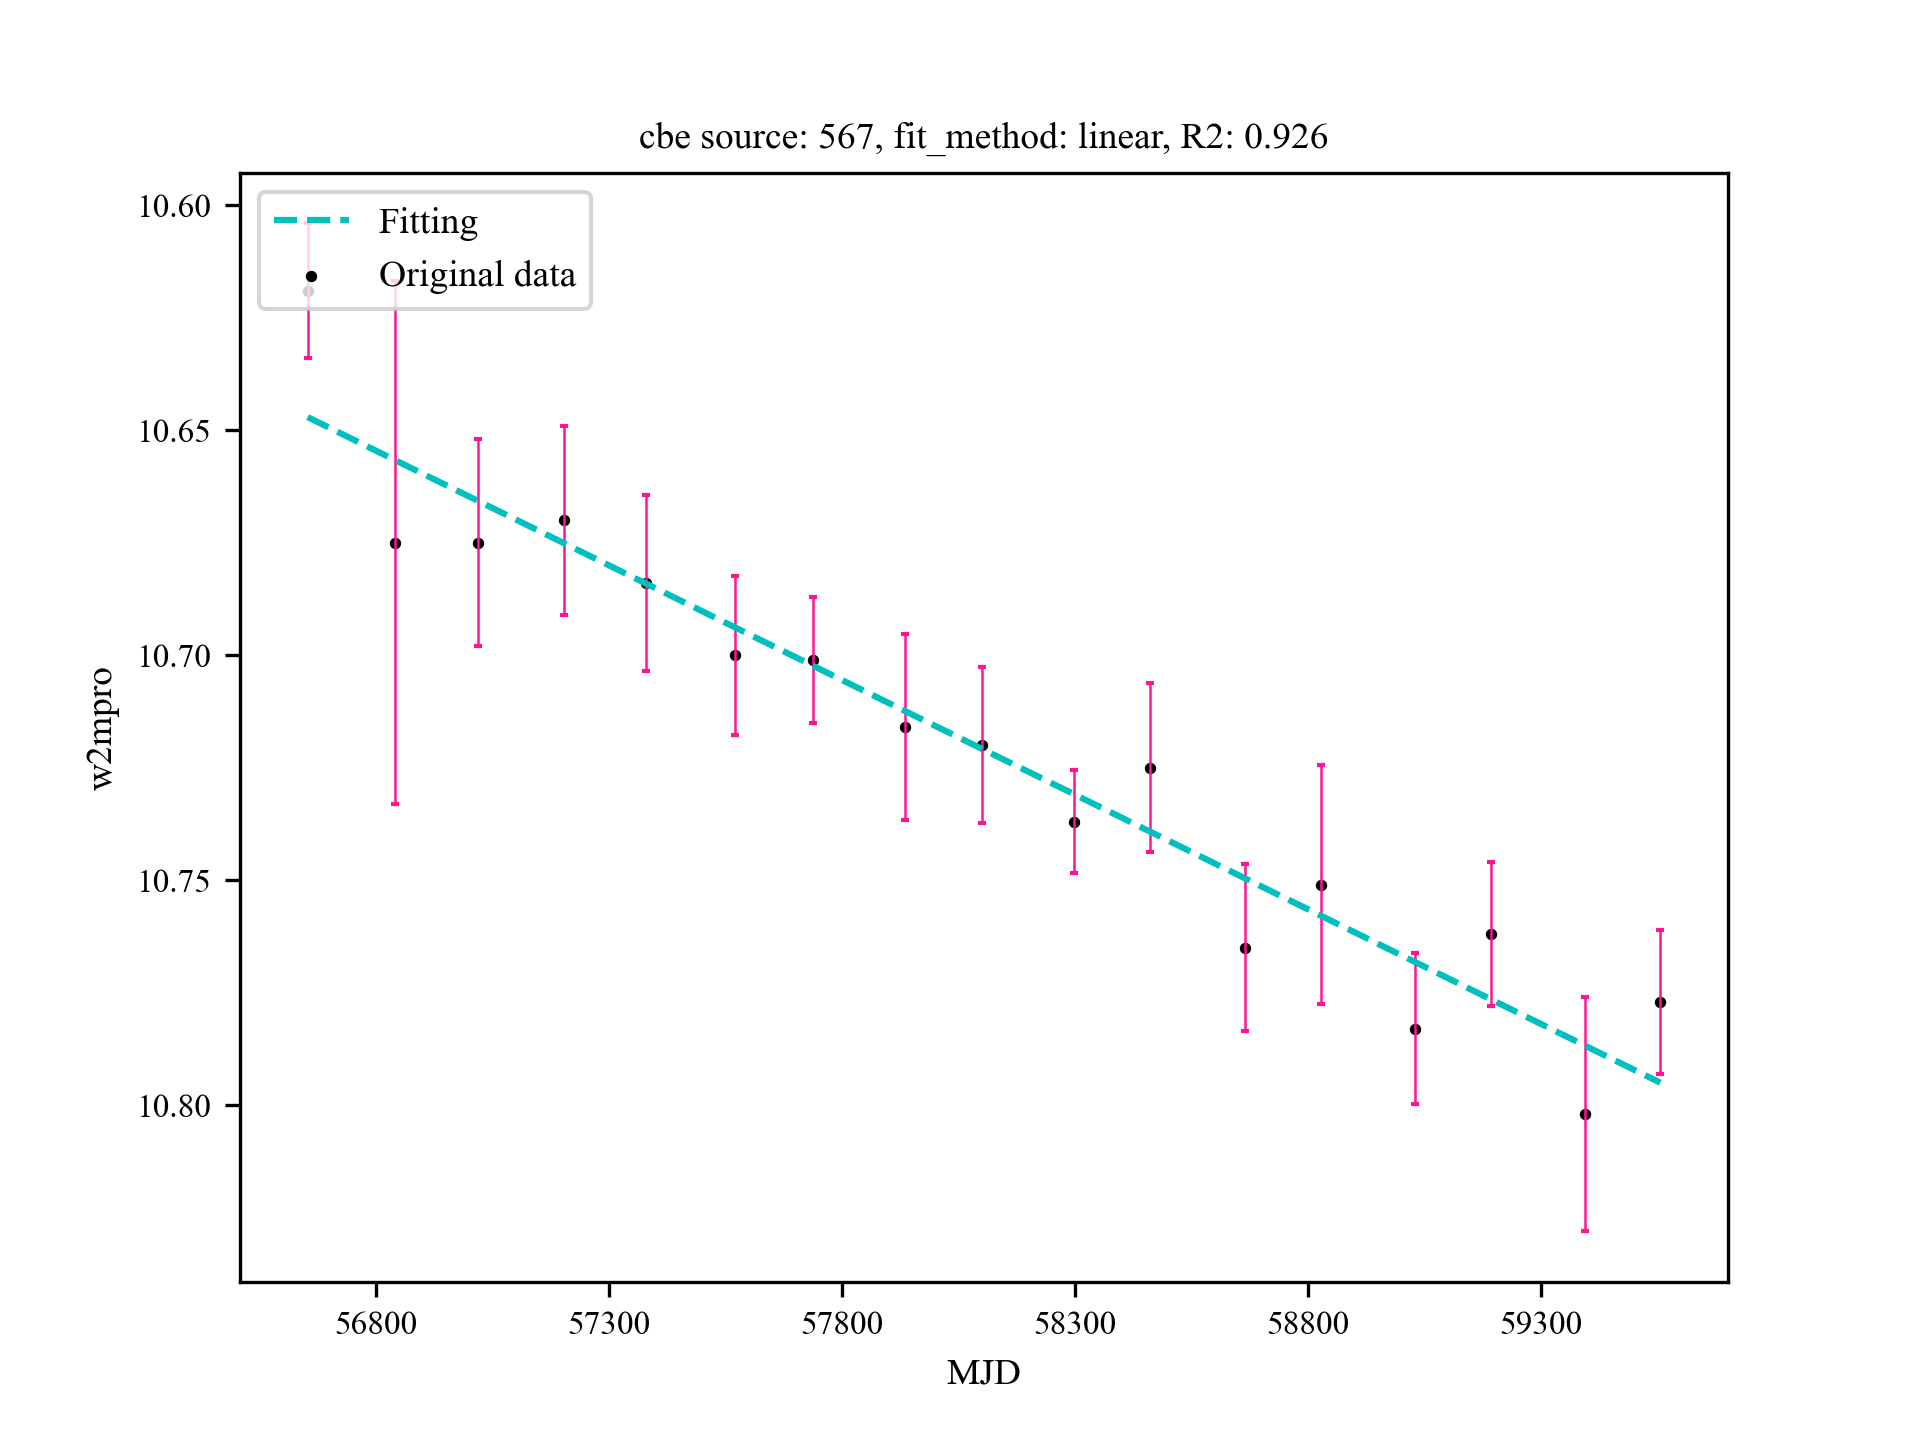 cbe source: 567, fit_method: linear, R2: 0.926
Fitting
Original data
10.60
10.65
10.70
10.75
10.80
w2mpro
56800 57300 57800 58300 58800 59300
MJD